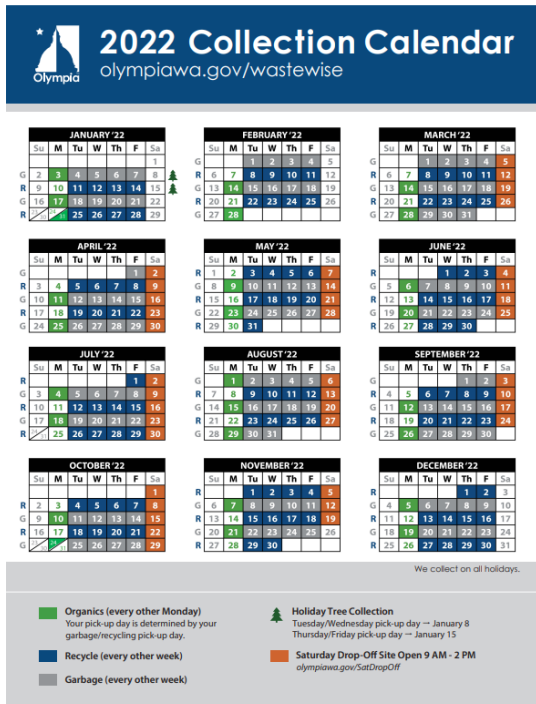 Olympia
2022 Collection Calendar
olympiawa.gov/wastewise
JANUARY '22
Su M Tu W Th F Sa
1
G 2 3 4 5 6 7 8
R 9 10 11 12 13 14 15
G 16 17 18 19 20 21 22
R 23 30 24 31 25 26 27 28 29
FEBRUARY '22
Su M Tu W Th F Sa
G 1 2 3 4 5
R 6 7 8 9 10 11 12
G 13 14 15 16 17 18 19
R 20 21 22 23 24 25 26
G 27 28
MARCH '22
Su M Tu W Th F Sa
G 1 2 3 4 5
R 6 7 8 9 10 11 12
G 13 14 15 16 17 18 19
R 20 21 22 23 24 25 26
G 27 28 29 30 31
APRIL '22
Su M Tu W Th F Sa
G 1 2
R 3 4 5 6 7 8 9
G 10 11 12 13 14 15 16
R 17 18 19 20 21 22 23
G 24 25 26 27 28 29 30
MAY '22
Su M Tu W Th F Sa
R 1 2 3 4 5 6 7
G 8 9 10 11 12 13 14
R 15 16 17 18 19 20 21
G 22 23 24 25 26 27 28
R 29 30 31
JUNE '22
Su M Tu W Th F Sa
R 1 2 3 4
G 5 6 7 8 9 10 11
R 12 13 14 15 16 17 18
G 19 20 21 22 23 24 25
R 26 27 28 29 30
JULY '22
Su M Tu W Th F Sa
R 1 2
G 3 4 5 6 7 8 9
R 10 11 12 13 14 15 16
G 17 18 19 20 21 22 23
R 24 31 25 26 27 28 29 30
AUGUST '22
Su M Tu W Th F Sa
G 1 2 3 4 5 6
R 7 8 9 10 11 12 13
G 14 15 16 17 18 19 20
R 21 22 23 24 25 26 27
G 28 29 30 31
SEPTEMBER '22
Su M Tu W Th F Sa
G 1 2 3
R 4 5 6 7 8 9 10
G 11 12 13 14 15 16 17
R 18 19 20 21 22 23 24
G 25 26 27 28 29 30
OCTOBER '22
Su M Tu W Th F Sa
1
R 2 3 4 5 6 7 8
G 9 10 11 12 13 14 15
R 16 17 18 19 20 21 22
G 23 30 24 31 25 26 27 28 29
NOVEMBER '22
Su M Tu W Th F Sa
R 1 2 3 4 5
G 6 7 8 9 10 11 12
R 13 14 15 16 17 18 19
G 20 21 22 23 24 25 26
R 27 28 29 30
DECEMBER '22
Su M Tu W Th F Sa
R 1 2 3
G 4 5 6 7 8 9 10
R 11 12 13 14 15 16 17
G 18 19 20 21 22 23 24
R 25 26 27 28 29 30 31
We collect on all holidays.
Organics (every other Monday)
Your pick-up day is determined by your
garbage/recycling pick-up day.
Recycle (every other week)
Garbage (every other week)
Holiday Tree Collection
Tuesday/Wednesday pick-up day → January 8
Thursday/Friday pick-up day → January 15
Saturday Drop-Off Site Open 9 AM - 2 PM
olympiawa.gov/SatDropOff